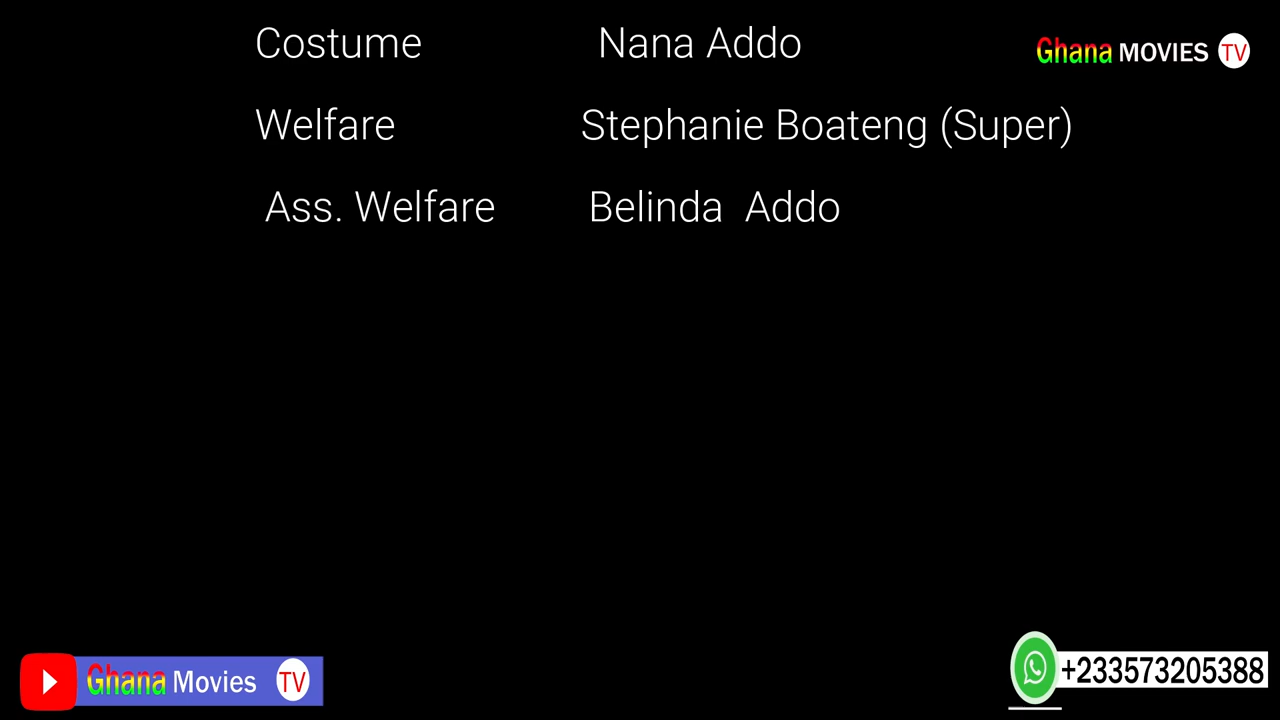 Costume Nana Addo
Ghana MOVIES TV
Welfare Stephanie Boateng (Super)
Ass. Welfare Belinda Addo
Ghana Movies TV
+233573205388